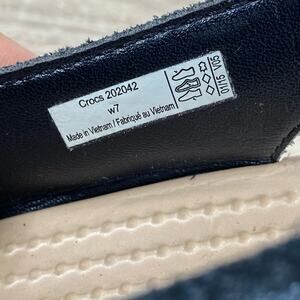 Crocs 202042
w7
Made in Vietnam / Fabriqué au Vietnam